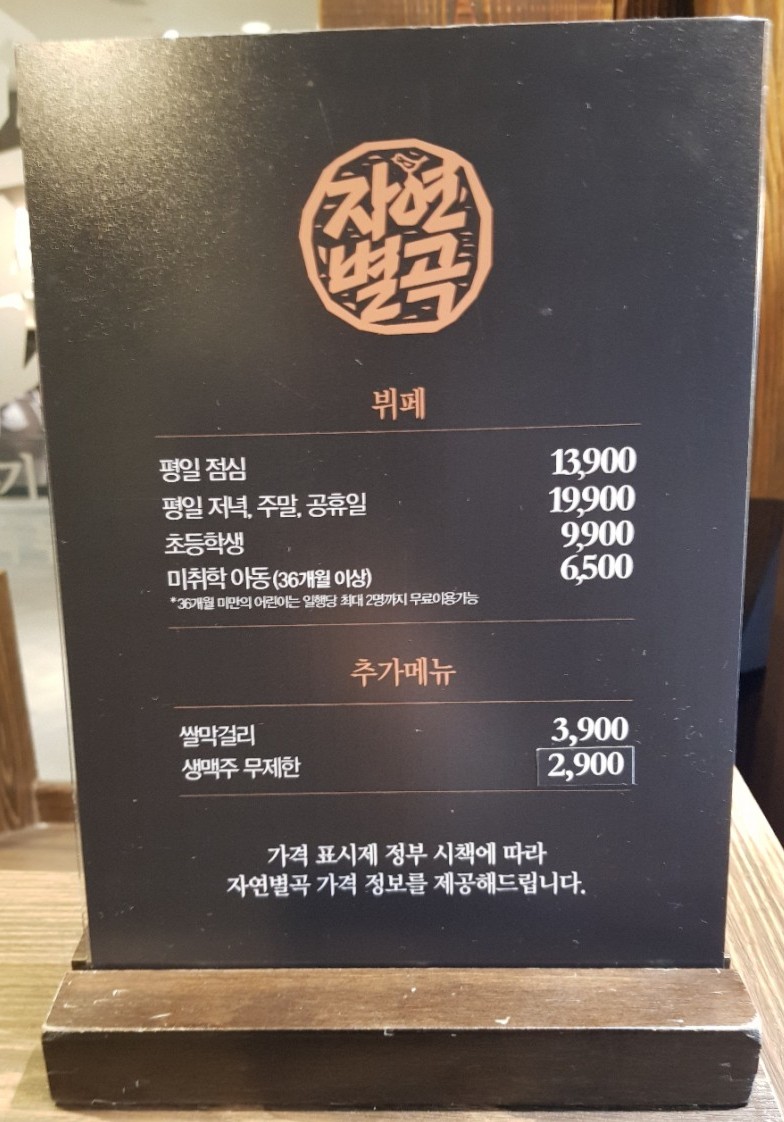 자연
별곡
뷔페
평일 점심 13,900
평일 저녁, 주말, 공휴일 19,900
초등학생 9,900
미취학 아동 (36개월 이상) 6,500
*36개월 미만의 어린이는 일행당 최대 2명까지 무료이용가능
추가메뉴
쌀막걸리 3,900
생맥주 무제한 2,900
가격 표시제 정부 시책에 따라
자연별곡 가격 정보를 제공해드립니다.